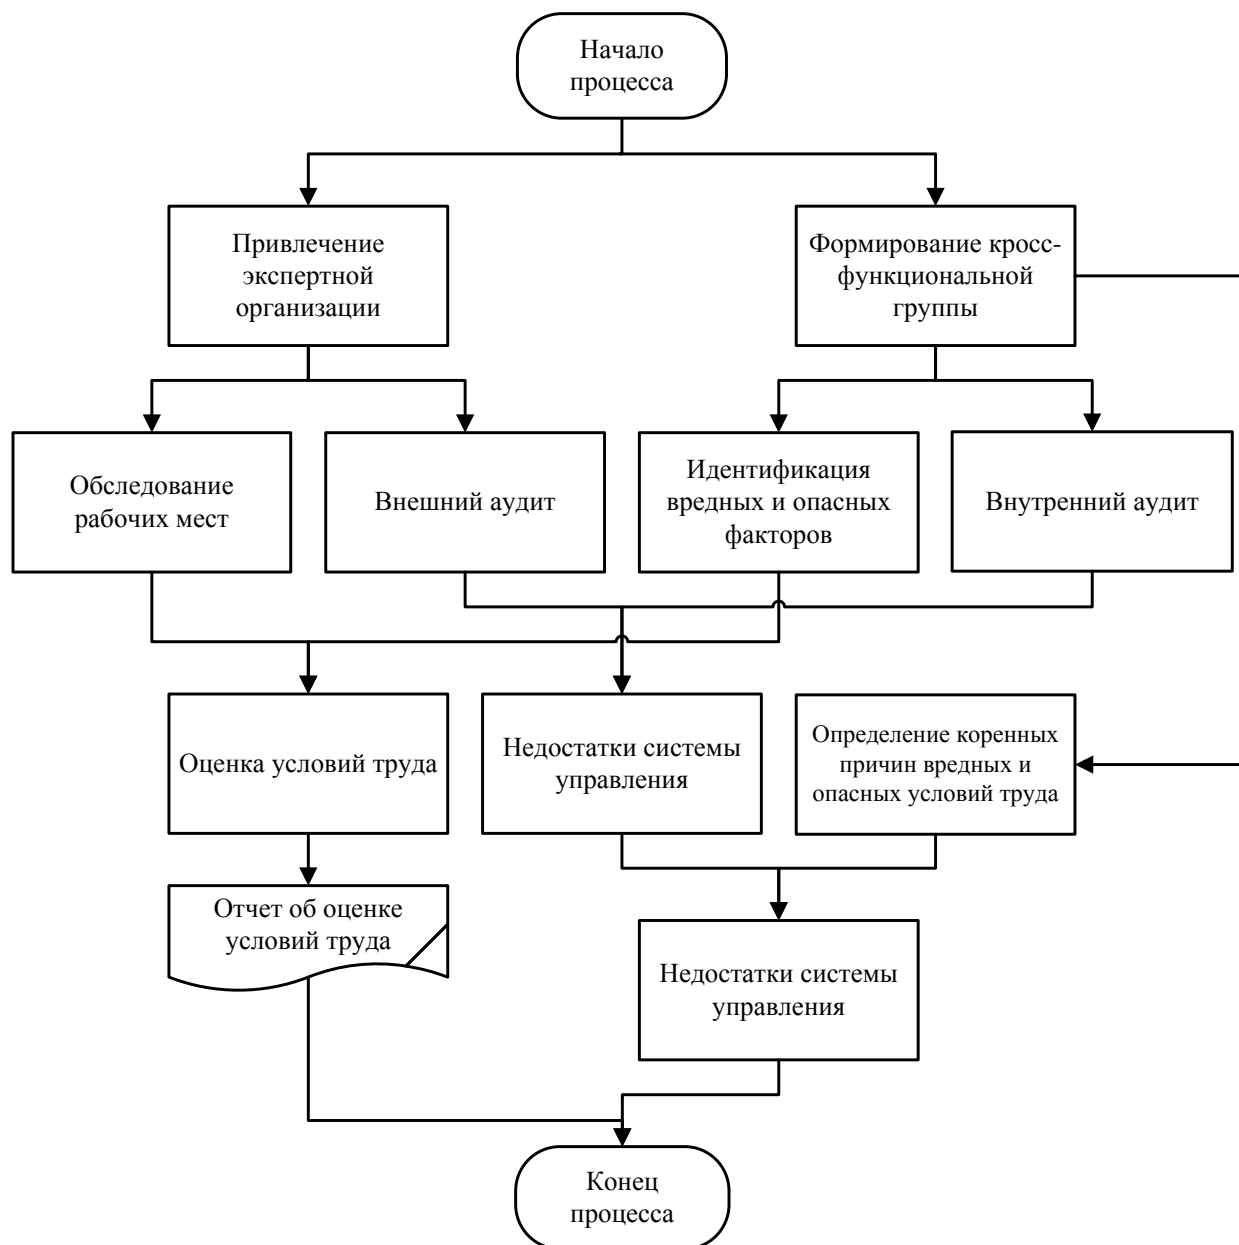 Начало
процесса
Привлечение
экспертной
организации
Формирование кросс-
функциональной
группы
Обследование
рабочих мест
Внешний аудит
Идентификация
вредных и опасных
факторов
Внутренний аудит
Оценка условий труда
Недостатки системы
управления
Определение коренных
причин вредных и
опасных условий труда
Отчет об оценке
условий труда
Недостатки системы
управления
Конец
процесса